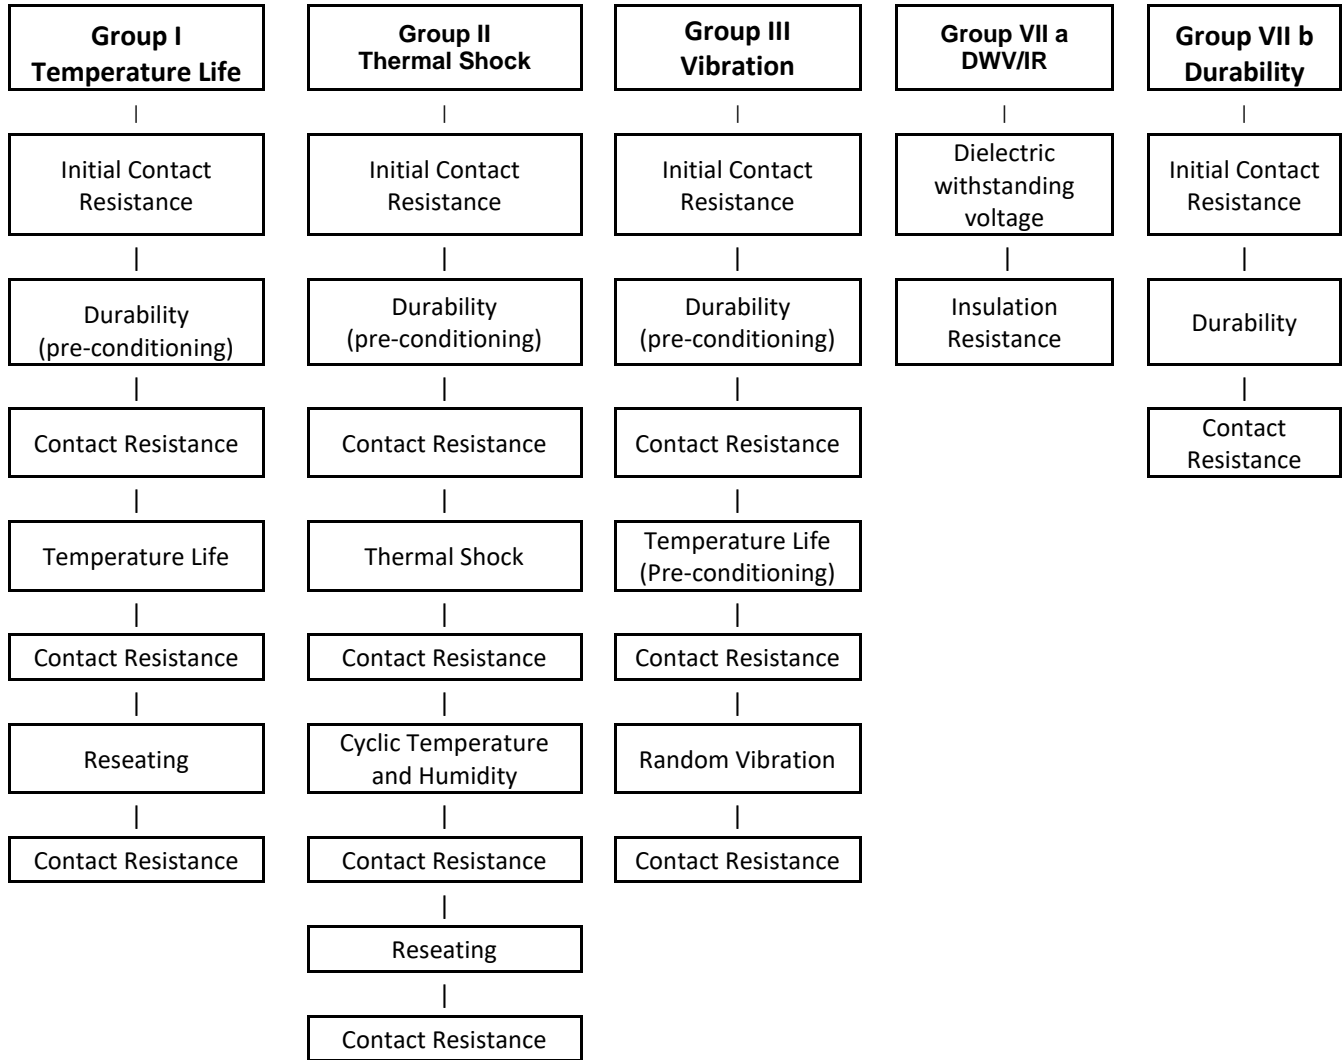 Group I
Temperature Life
Initial Contact
Resistance
Durability
(pre-conditioning)
Contact Resistance
Temperature Life
Contact Resistance
Reseating
Contact Resistance
Group II
Thermal Shock
Initial Contact
Resistance
Durability
(pre-conditioning)
Contact Resistance
Thermal Shock
Contact Resistance
Cyclic Temperature
and Humidity
Contact Resistance
Reseating
Contact Resistance
Group III
Vibration
Initial Contact
Resistance
Durability
(pre-conditioning)
Contact Resistance
Temperature Life
(Pre-conditioning)
Contact Resistance
Random Vibration
Contact Resistance
Group VII a
DWV/IR
Dielectric
withstanding
voltage
Insulation
Resistance
Group VII b
Durability
Initial Contact
Resistance
Durability
Contact
Resistance